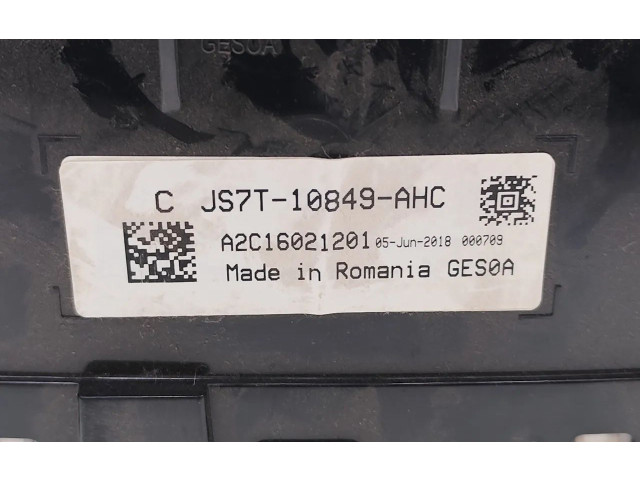 GES0A
C JS7T-10849-AHC
A2C16021201 05-Jun-2018 000709
Made in Romania GES0A